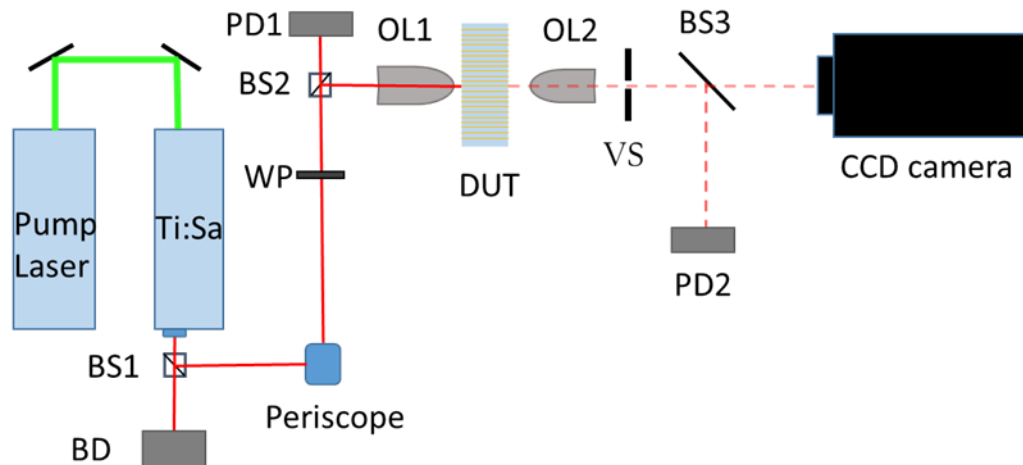 PD1
OL1
OL2
BS3
BS2
WP
DUT
VS
CCD camera
Pump
Laser
Ti:Sa
PD2
BS1
Periscope
BD